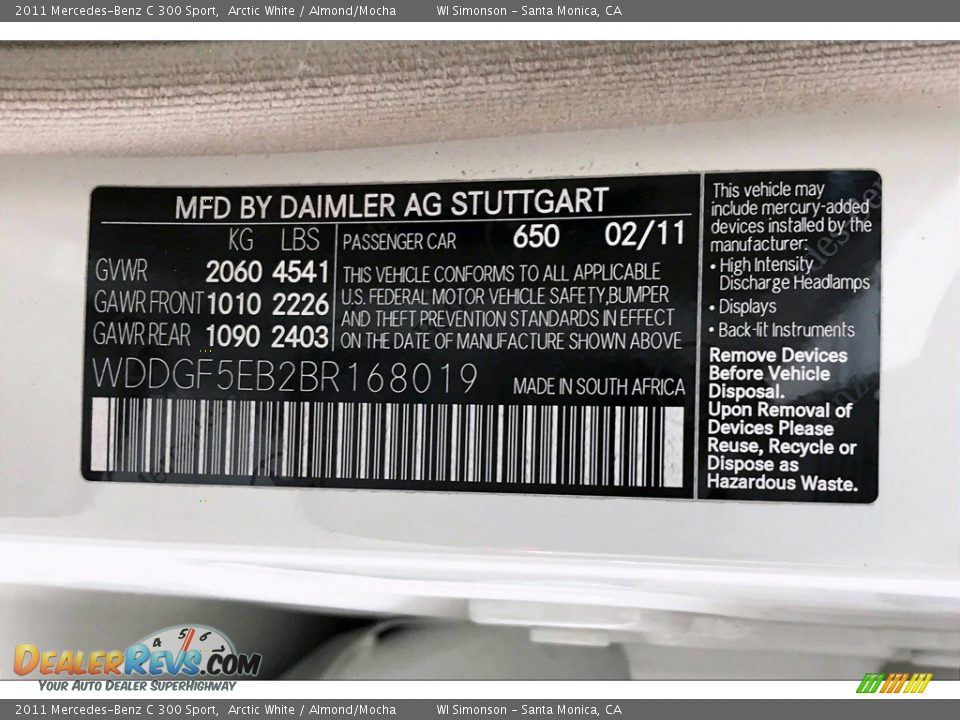 2011 Mercedes-Benz C 300 Sport, Arctic White / Almond/Mocha WI Simonson - Santa Monica, CA
MFD BY DAIMLER AG STUTTGART
KG LBS
GVWR 2060 4541
GAWR FRONT 1010 2226
GAWR REAR 1090 2403
PASSENGER CAR 650 02/11
THIS VEHICLE CONFORMS TO ALL APPLICABLE
U.S. FEDERAL MOTOR VEHICLE SAFETY,BUMPER
AND THEFT PREVENTION STANDARDS IN EFFECT
ON THE DATE OF MANUFACTURE SHOWN ABOVE
WDDGF5EB2BR168019 MADE IN SOUTH AFRICA
This vehicle may
include mercury-added
devices installed by the
manufacturer:
• High Intensity
Discharge Headlamps
• Displays
• Back-lit Instruments
Remove Devices
Before Vehicle
Disposal.
Upon Removal of
Devices Please
Reuse, Recycle or
Dispose as
Hazardous Waste.
4 5 6
DEALERREVS.COM
YOUR AUTO DEALER SUPERHIGHWAY
2011 Mercedes-Benz C 300 Sport, Arctic White / Almond/Mocha WI Simonson - Santa Monica, CA